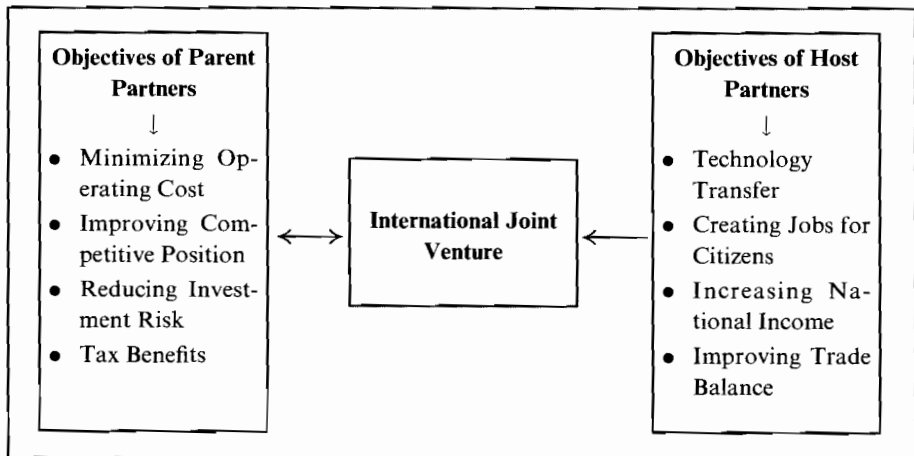 Objectives of Parent
Partners
↓
• Minimizing Op-
erating Cost
• Improving Com-
petitive Position
• Reducing Invest-
ment Risk
• Tax Benefits
International Joint
Venture
Objectives of Host
Partners
↓
• Technology
Transfer
• Creating Jobs for
Citizens
• Increasing Na-
tional Income
• Improving Trade
Balance